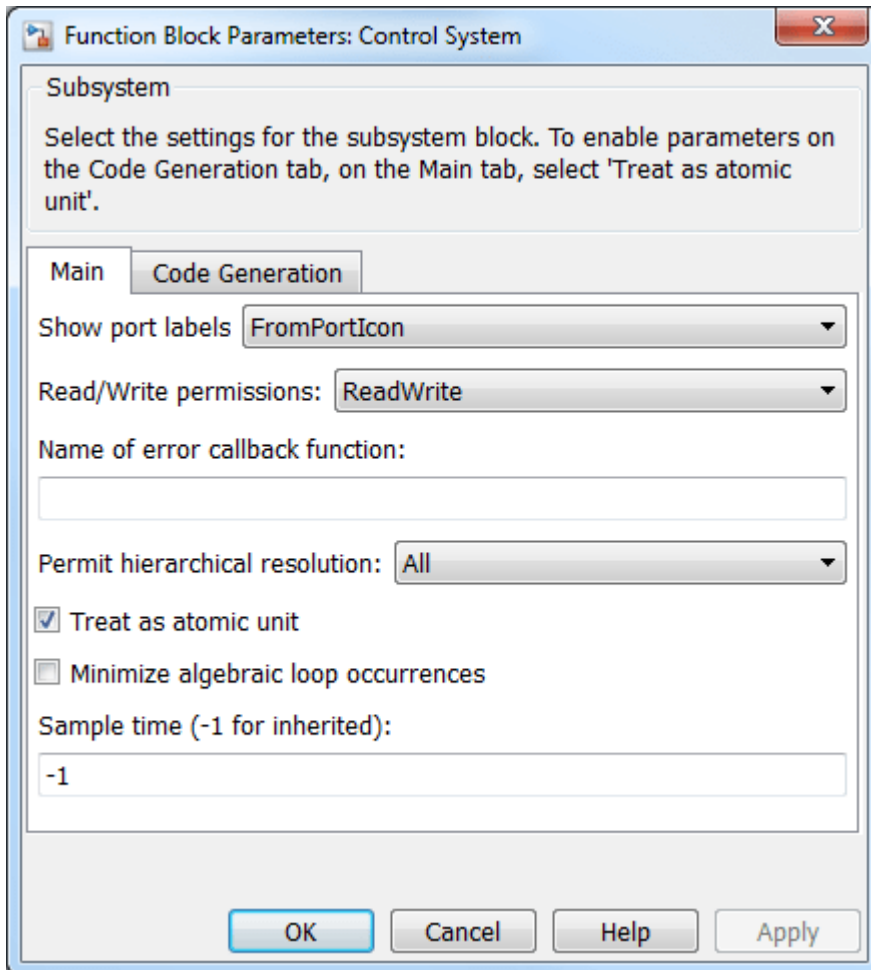 Function Block Parameters: Control System
Subsystem
Select the settings for the subsystem block. To enable parameters on
the Code Generation tab, on the Main tab, select 'Treat as atomic
unit'.
Main Code Generation
Show port labels FromPortIcon
Read/Write permissions: ReadWrite
Name of error callback function:
Permit hierarchical resolution: All
Treat as atomic unit
Minimize algebraic loop occurrences
Sample time (-1 for inherited):
-1
OK Cancel Help Apply